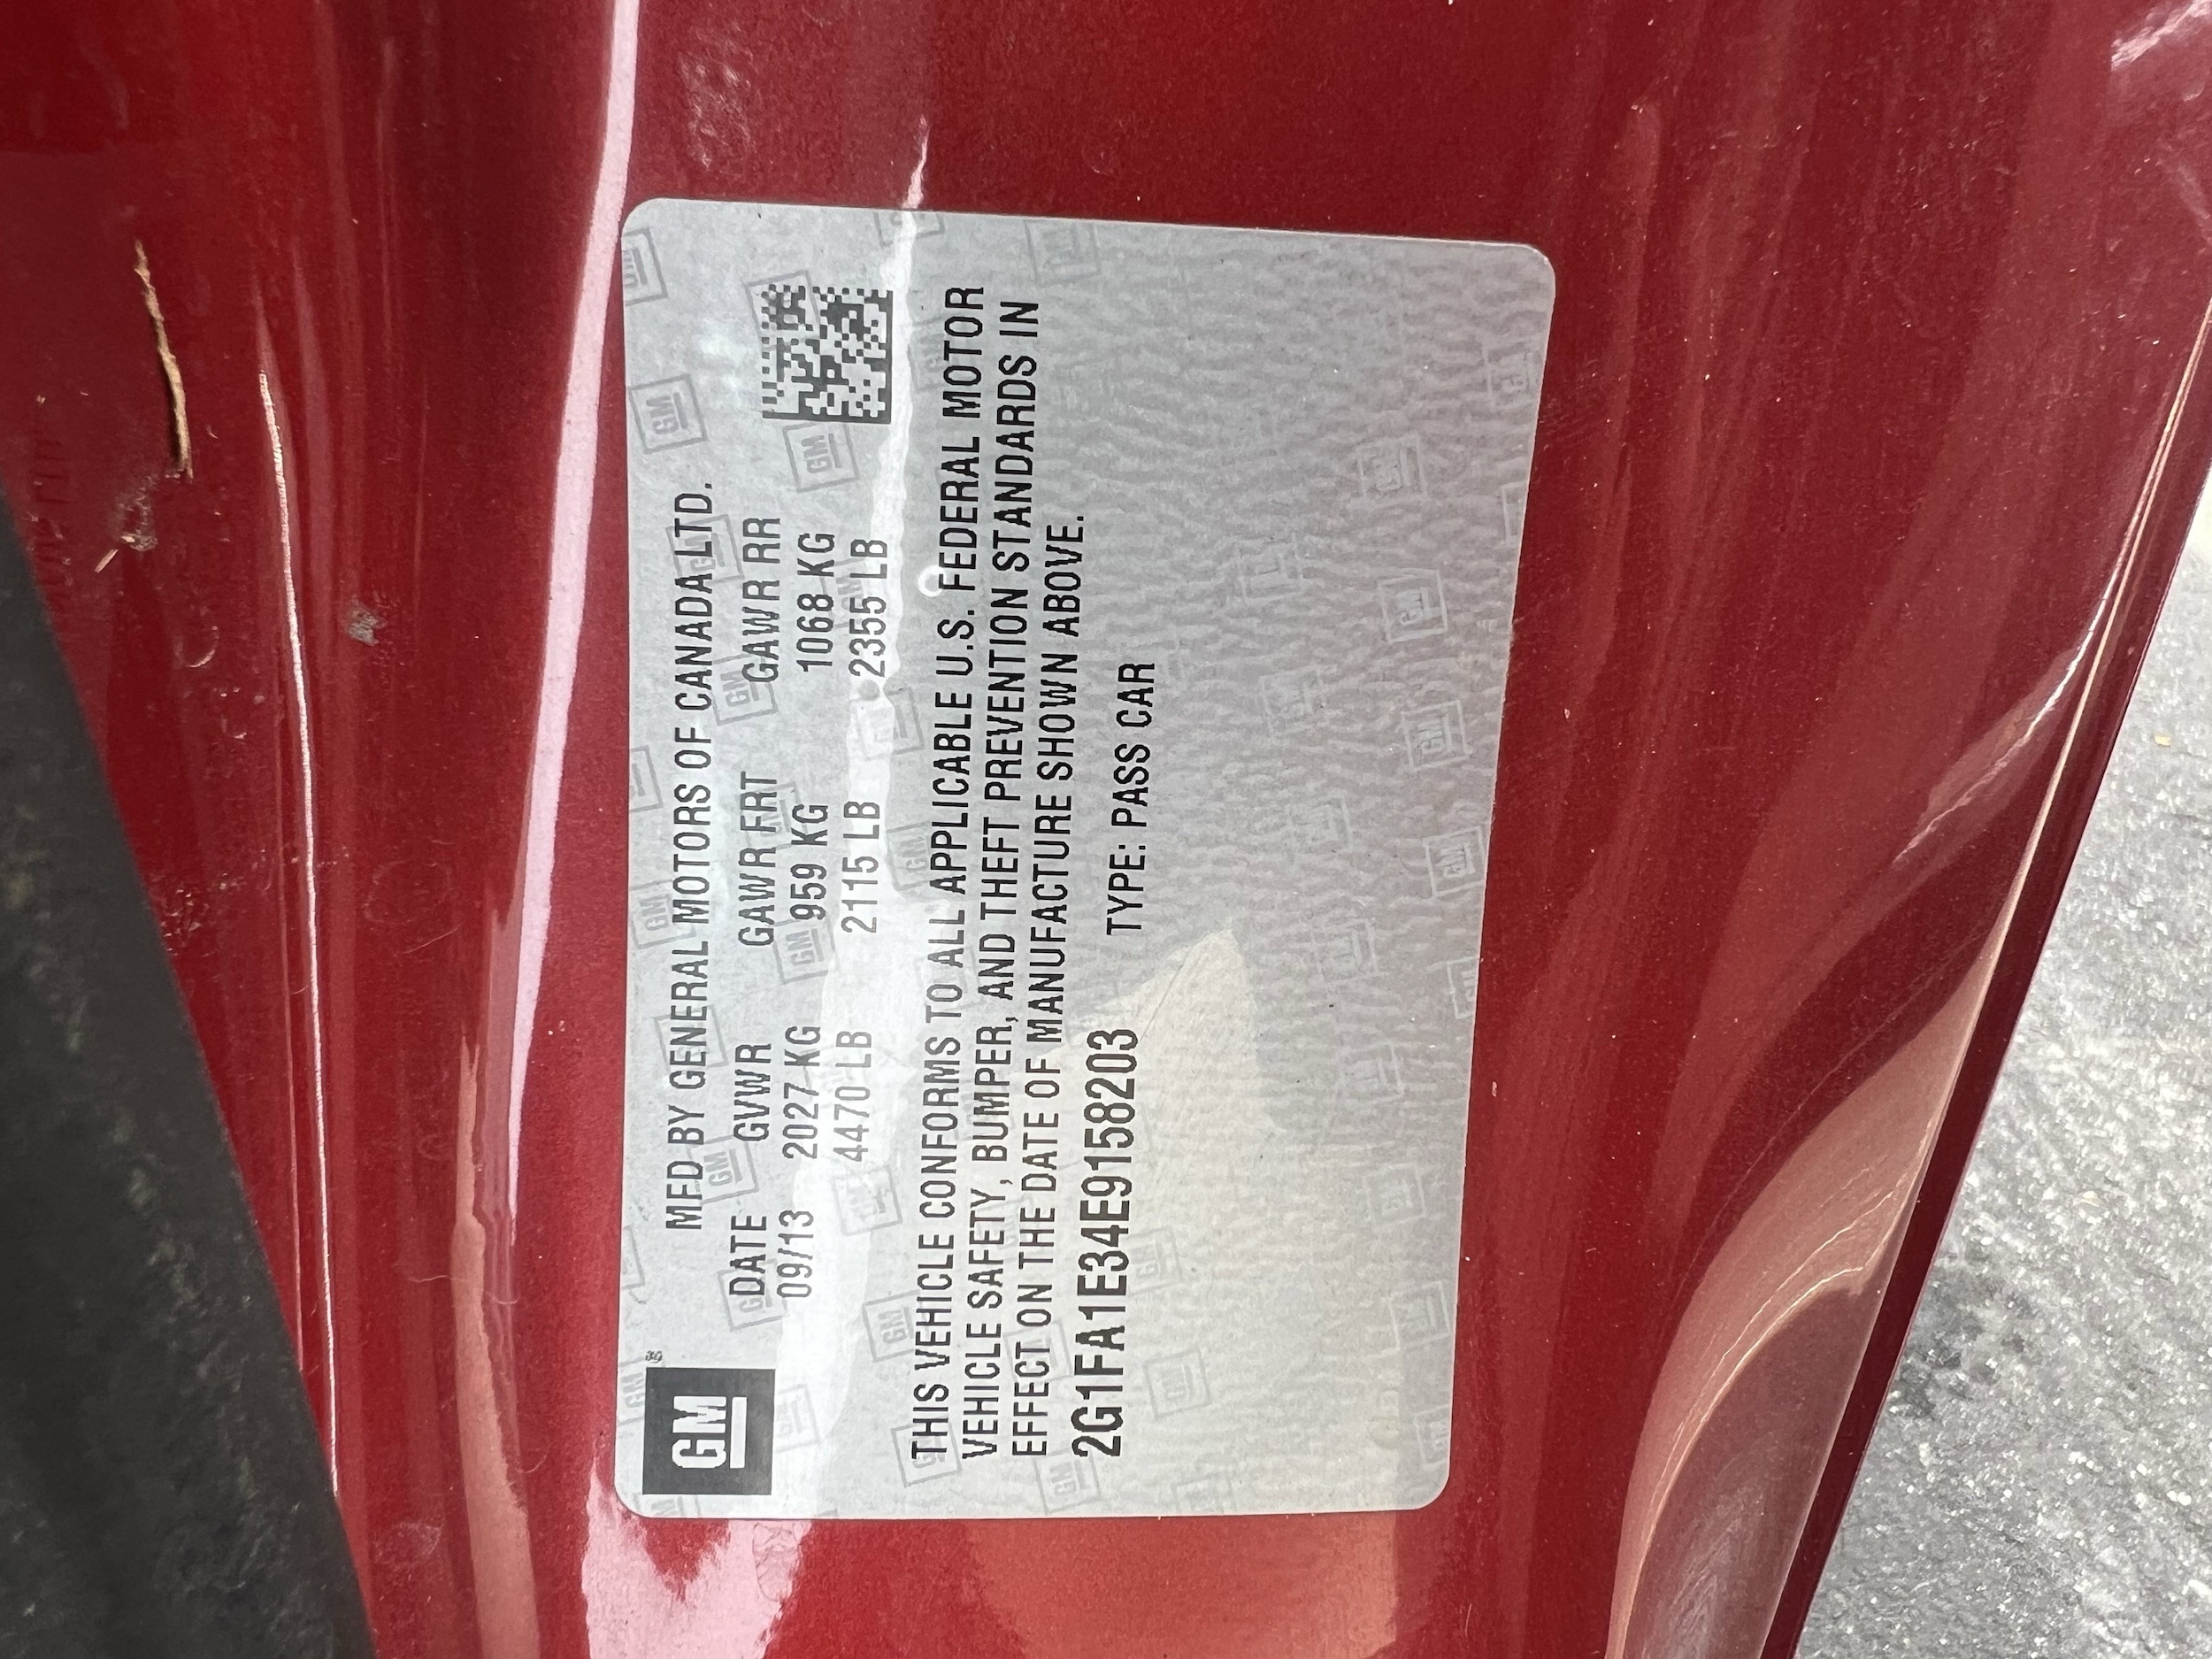 GM®
MFD BY GENERAL MOTORS OF CANADA LTD.
DATE GVWR GAWR FRT GAWR RR
09/13 2027 KG 959 KG 1068 KG
4470 LB 2115 LB 2355 LB
THIS VEHICLE CONFORMS TO ALL APPLICABLE U.S. FEDERAL MOTOR
VEHICLE SAFETY, BUMPER, AND THEFT PREVENTION STANDARDS IN
EFFECT ON THE DATE OF MANUFACTURE SHOWN ABOVE.
2G1FA1E34E9158203 TYPE: PASS CAR